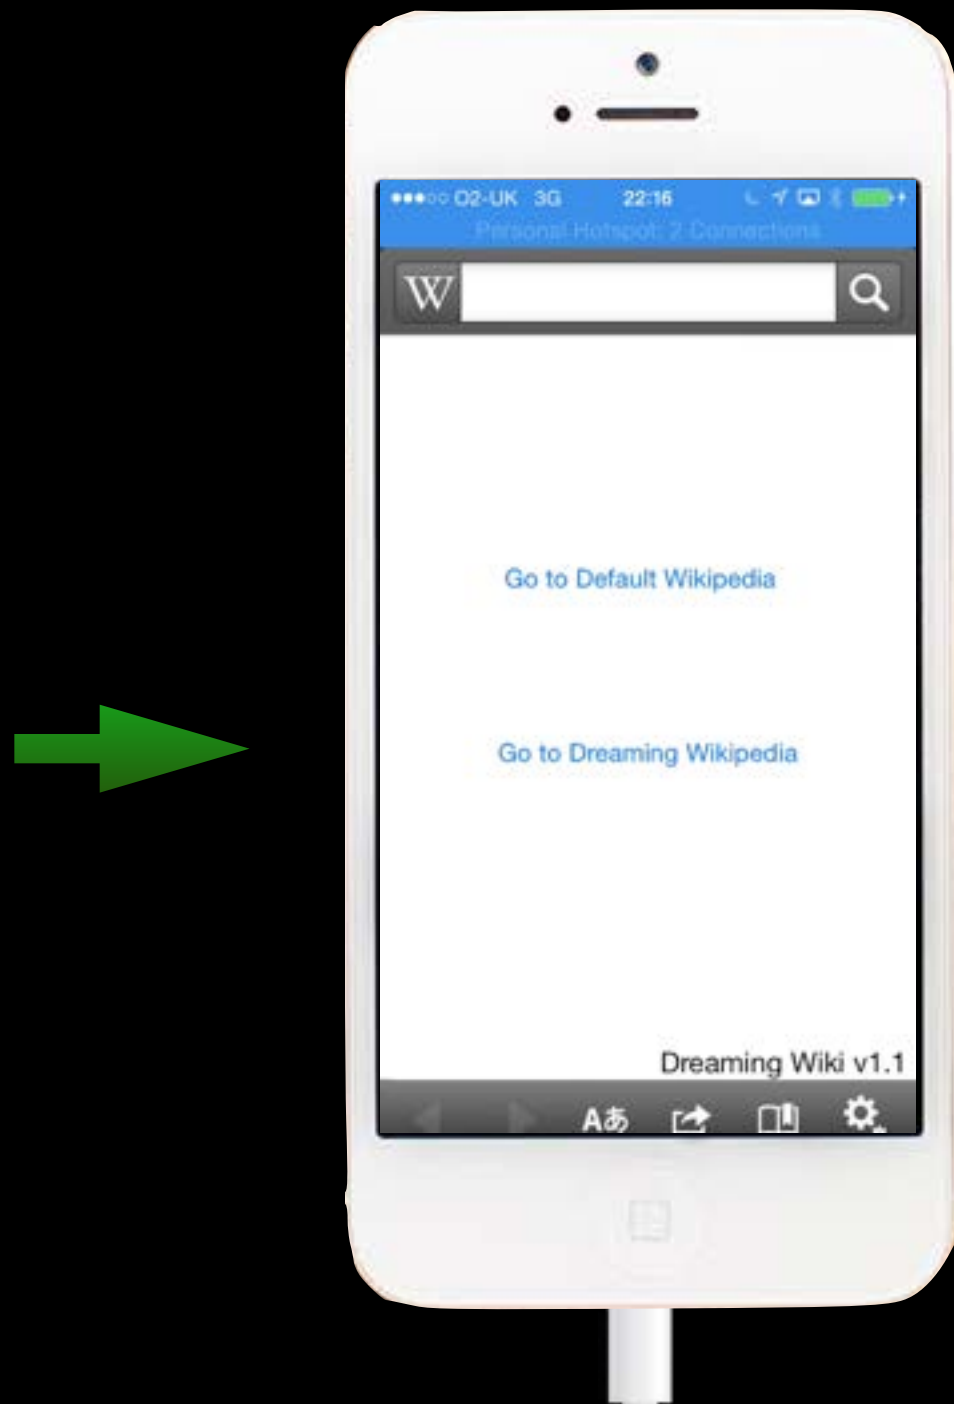 O2-UK 3G 22:16
Personal Hotspot: 2 Connections
W
Go to Default Wikipedia
Go to Dreaming Wikipedia
Dreaming Wiki v1.1
Aあ